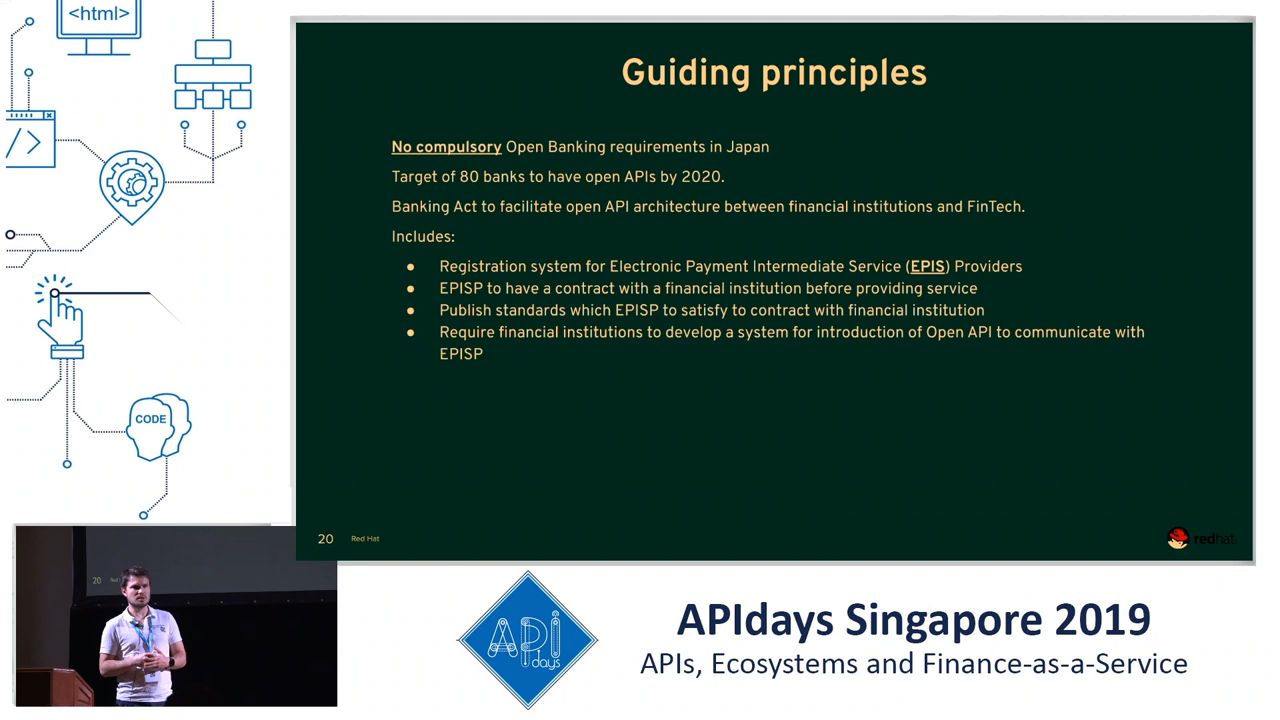 <html>
Guiding principles
No compulsory Open Banking requirements in Japan
Target of 80 banks to have open APIs by 2020.
Banking Act to facilitate open API architecture between financial institutions and FinTech.
Includes:
● Registration system for Electronic Payment Intermediate Service (EPIS) Providers
● EPISP to have a contract with a financial institution before providing service
● Publish standards which EPISP to satisfy to contract with financial institution
● Require financial institutions to develop a system for introduction of Open API to communicate with
EPISP
</>
CODE
20 Red Hat
redhat
20
API
days
APIdays Singapore 2019
APIs, Ecosystems and Finance-as-a-Service